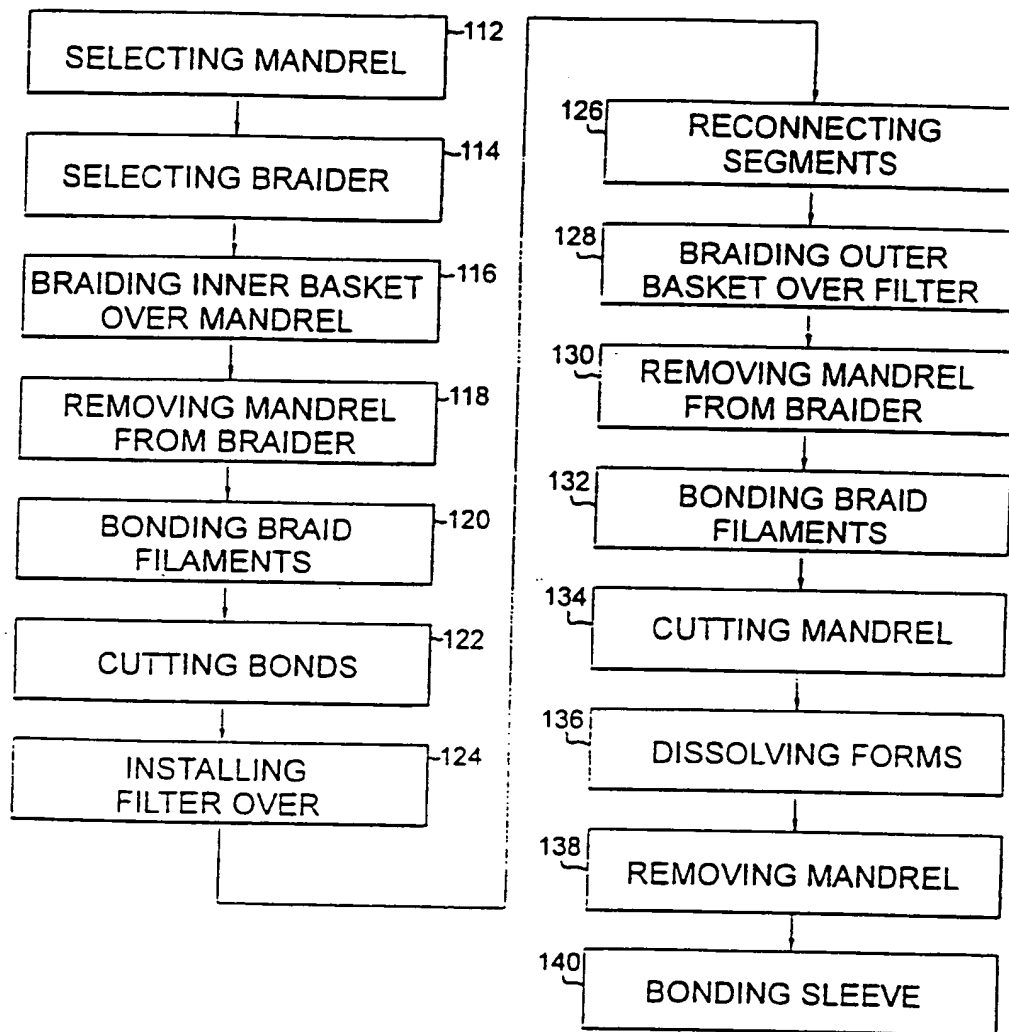 112
SELECTING MANDREL
114
SELECTING BRAIDER
116
BRAIDING INNER BASKET
OVER MANDREL
118
REMOVING MANDREL
FROM BRAIDER
120
BONDING BRAID
FILAMENTS
122
CUTTING BONDS
124
INSTALLING
FILTER OVER
126
RECONNECTING
SEGMENTS
128
BRAIDING OUTER
BASKET OVER FILTER
130
REMOVING MANDREL
FROM BRAIDER
132
BONDING BRAID
FILAMENTS
134
CUTTING MANDREL
136
DISSOLVING FORMS
138
REMOVING MANDREL
140
BONDING SLEEVE